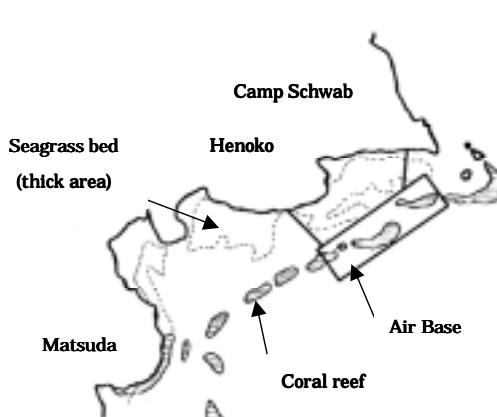 Camp Schwab
Seagrass bed
(thick area)
Henoko
Air Base
Matsuda
Coral reef